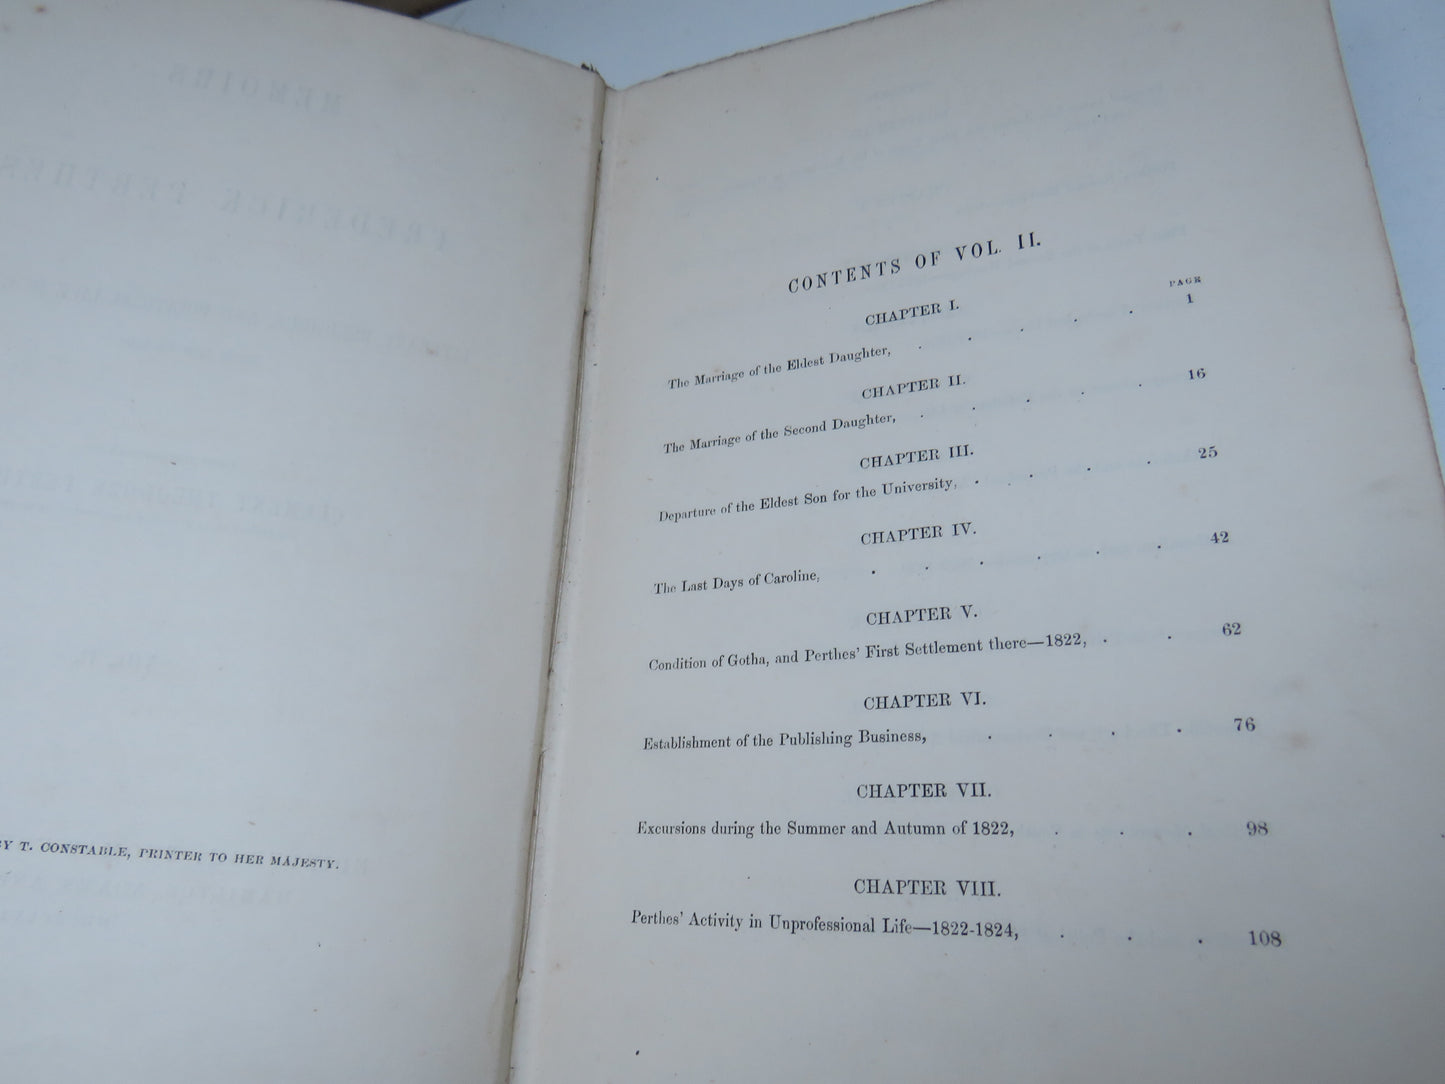 BY T. CONSTABLE, PRINTER TO HER MAJESTY.
CONTENTS OF VOL. II.
PAGE
CHAPTER I.
The Marriage of the Eldest Daughter, . . . . . 1
CHAPTER II.
The Marriage of the Second Daughter, . . . . . 16
CHAPTER III.
Departure of the Eldest Son for the University, . . . . 25
CHAPTER IV.
The Last Days of Caroline, . . . . . . 42
CHAPTER V.
Condition of Gotha, and Perthes' First Settlement there—1822, . . 62
CHAPTER VI.
Establishment of the Publishing Business, . . . . 76
CHAPTER VII.
Excursions during the Summer and Autumn of 1822, . . . 98
CHAPTER VIII.
Perthes' Activity in Unprofessional Life—1822-1824, . . . 108